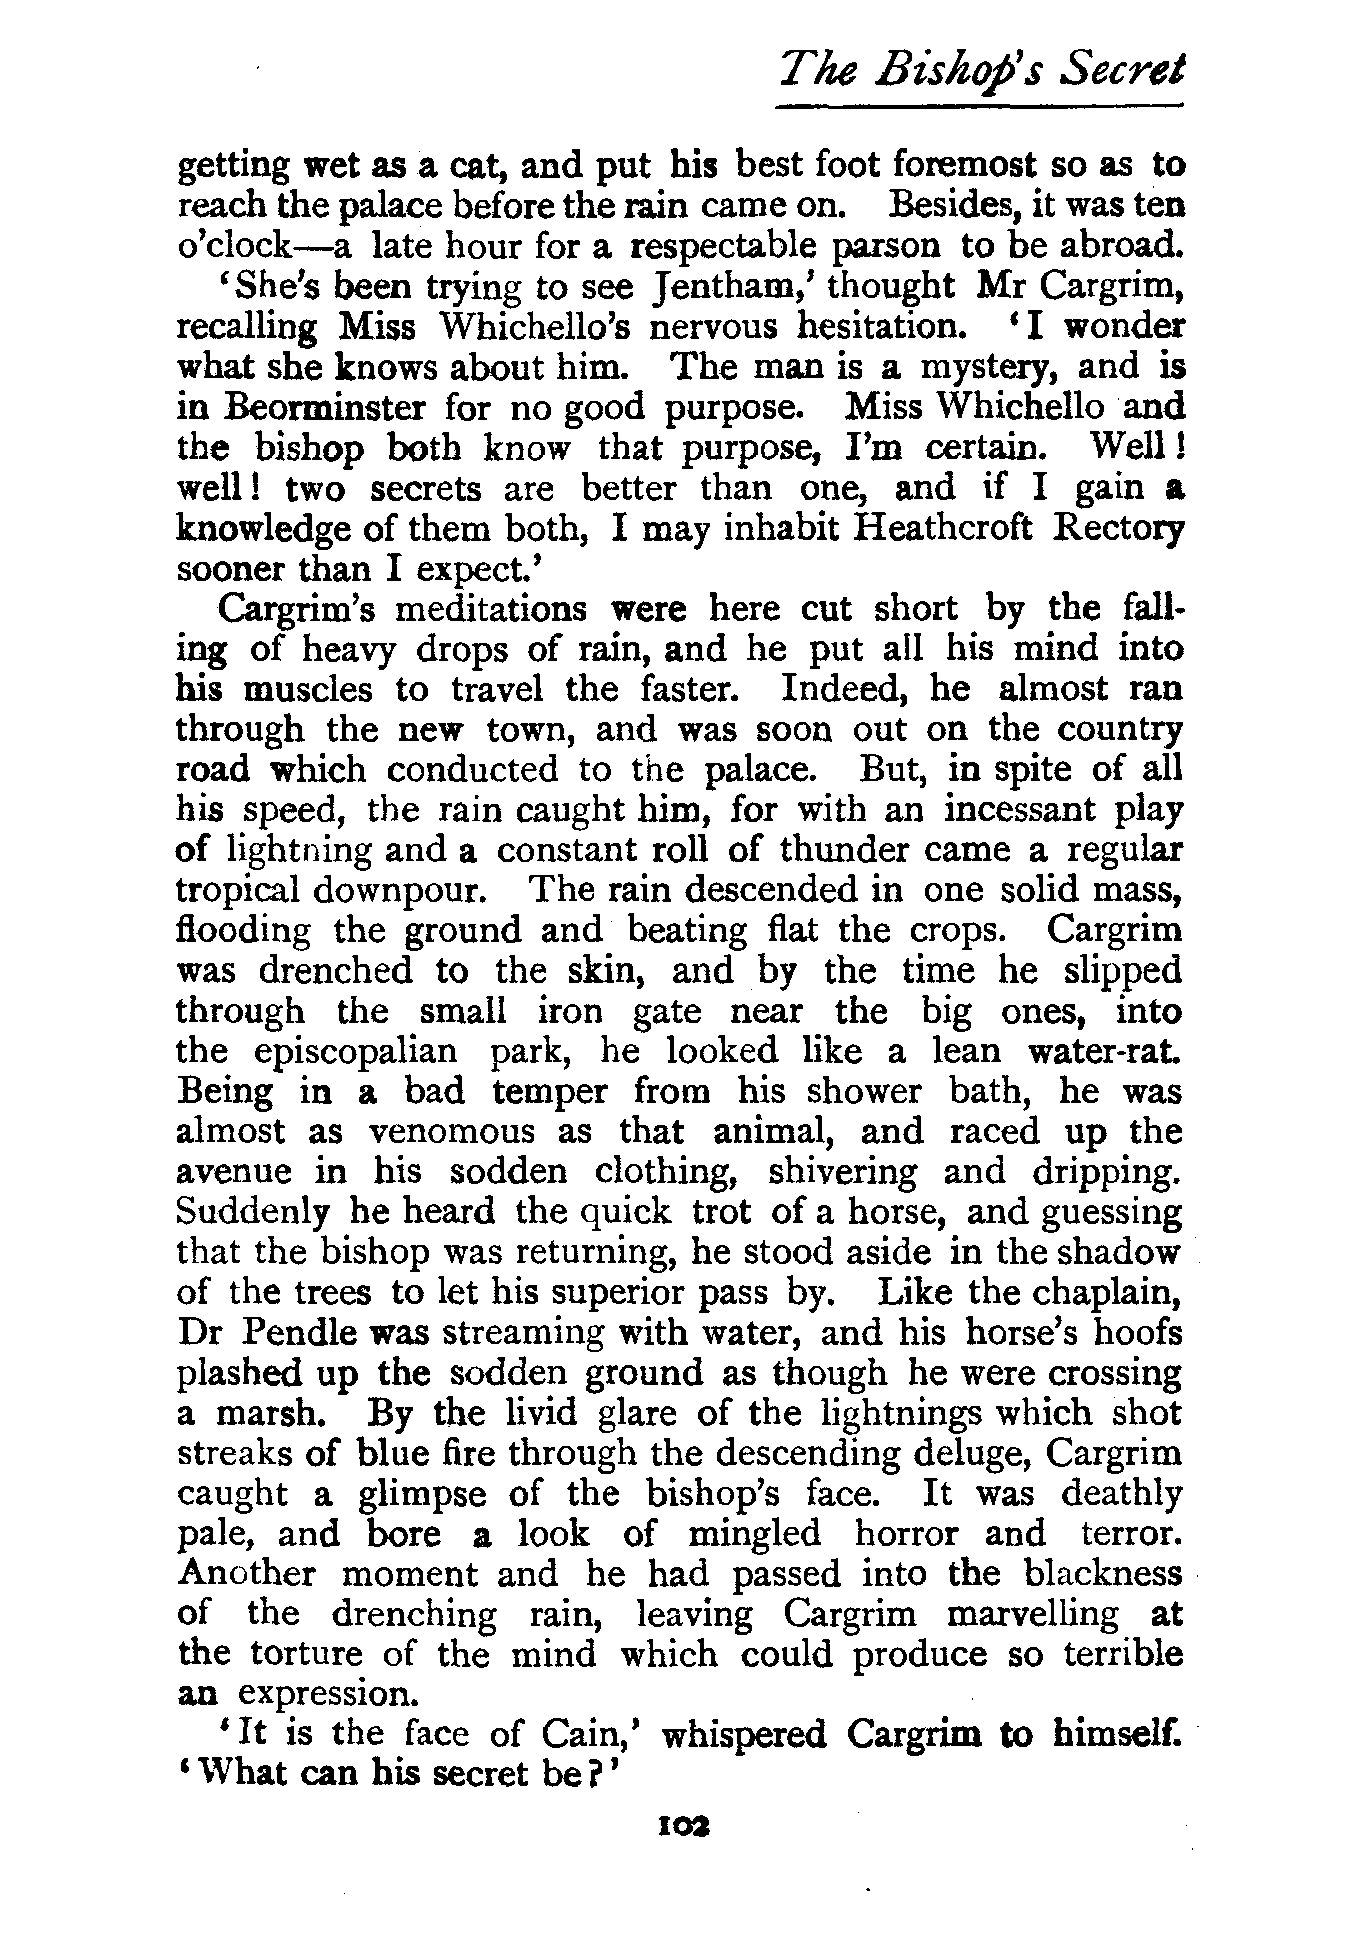 The Bishop's Secret
getting wet as a cat, and put his best foot foremost so as to
reach the palace before the rain came on. Besides, it was ten
o'clock—a late hour for a respectable parson to be abroad.
'She's been trying to see Jentham,' thought Mr Cargrim,
recalling Miss Whichello's nervous hesitation. 'I wonder
what she knows about him. The man is a mystery, and is
in Beorminster for no good purpose. Miss Whichello and
the bishop both know that purpose, I'm certain. Well!
well! two secrets are better than one, and if I gain a
knowledge of them both, I may inhabit Heathcroft Rectory
sooner than I expect.'
Cargrim's meditations were here cut short by the fall-
ing of heavy drops of rain, and he put all his mind into
his muscles to travel the faster. Indeed, he almost ran
through the new town, and was soon out on the country
road which conducted to the palace. But, in spite of all
his speed, the rain caught him, for with an incessant play
of lightning and a constant roll of thunder came a regular
tropical downpour. The rain descended in one solid mass,
flooding the ground and beating flat the crops. Cargrim
was drenched to the skin, and by the time he slipped
through the small iron gate near the big ones, into
the episcopalian park, he looked like a lean water-rat.
Being in a bad temper from his shower bath, he was
almost as venomous as that animal, and raced up the
avenue in his sodden clothing, shivering and dripping.
Suddenly he heard the quick trot of a horse, and guessing
that the bishop was returning, he stood aside in the shadow
of the trees to let his superior pass by. Like the chaplain,
Dr Pendle was streaming with water, and his horse's hoofs
plashed up the sodden ground as though he were crossing
a marsh. By the livid glare of the lightnings which shot
streaks of blue fire through the descending deluge, Cargrim
caught a glimpse of the bishop's face. It was deathly
pale, and bore a look of mingled horror and terror.
Another moment and he had passed into the blackness
of the drenching rain, leaving Cargrim marvelling at
the torture of the mind which could produce so terrible
an expression.
'It is the face of Cain,' whispered Cargrim to himself.
'What can his secret be?'
102